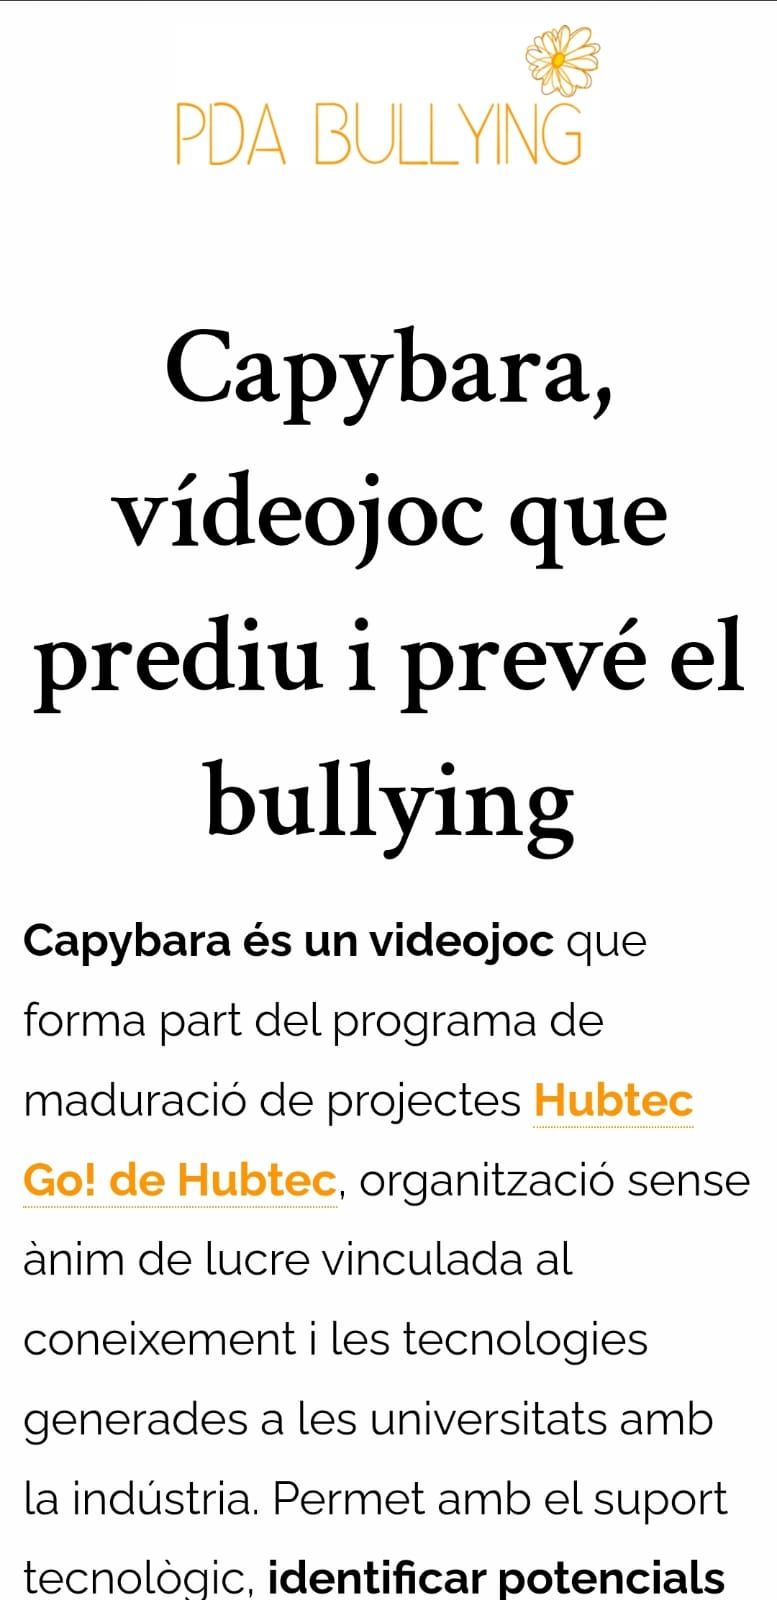 PDA BULLYING
Capybara,
vídeojoc que
prediu i prevé el
bullying
Capybara és un videojoc que
forma part del programa de
maduració de projectes Hubtec
Go! de Hubtec, organització sense
ànim de lucre vinculada al
coneixement i les tecnologies
generades a les universitats amb
la indústria. Permet amb el suport
tecnològic, identificar potencials